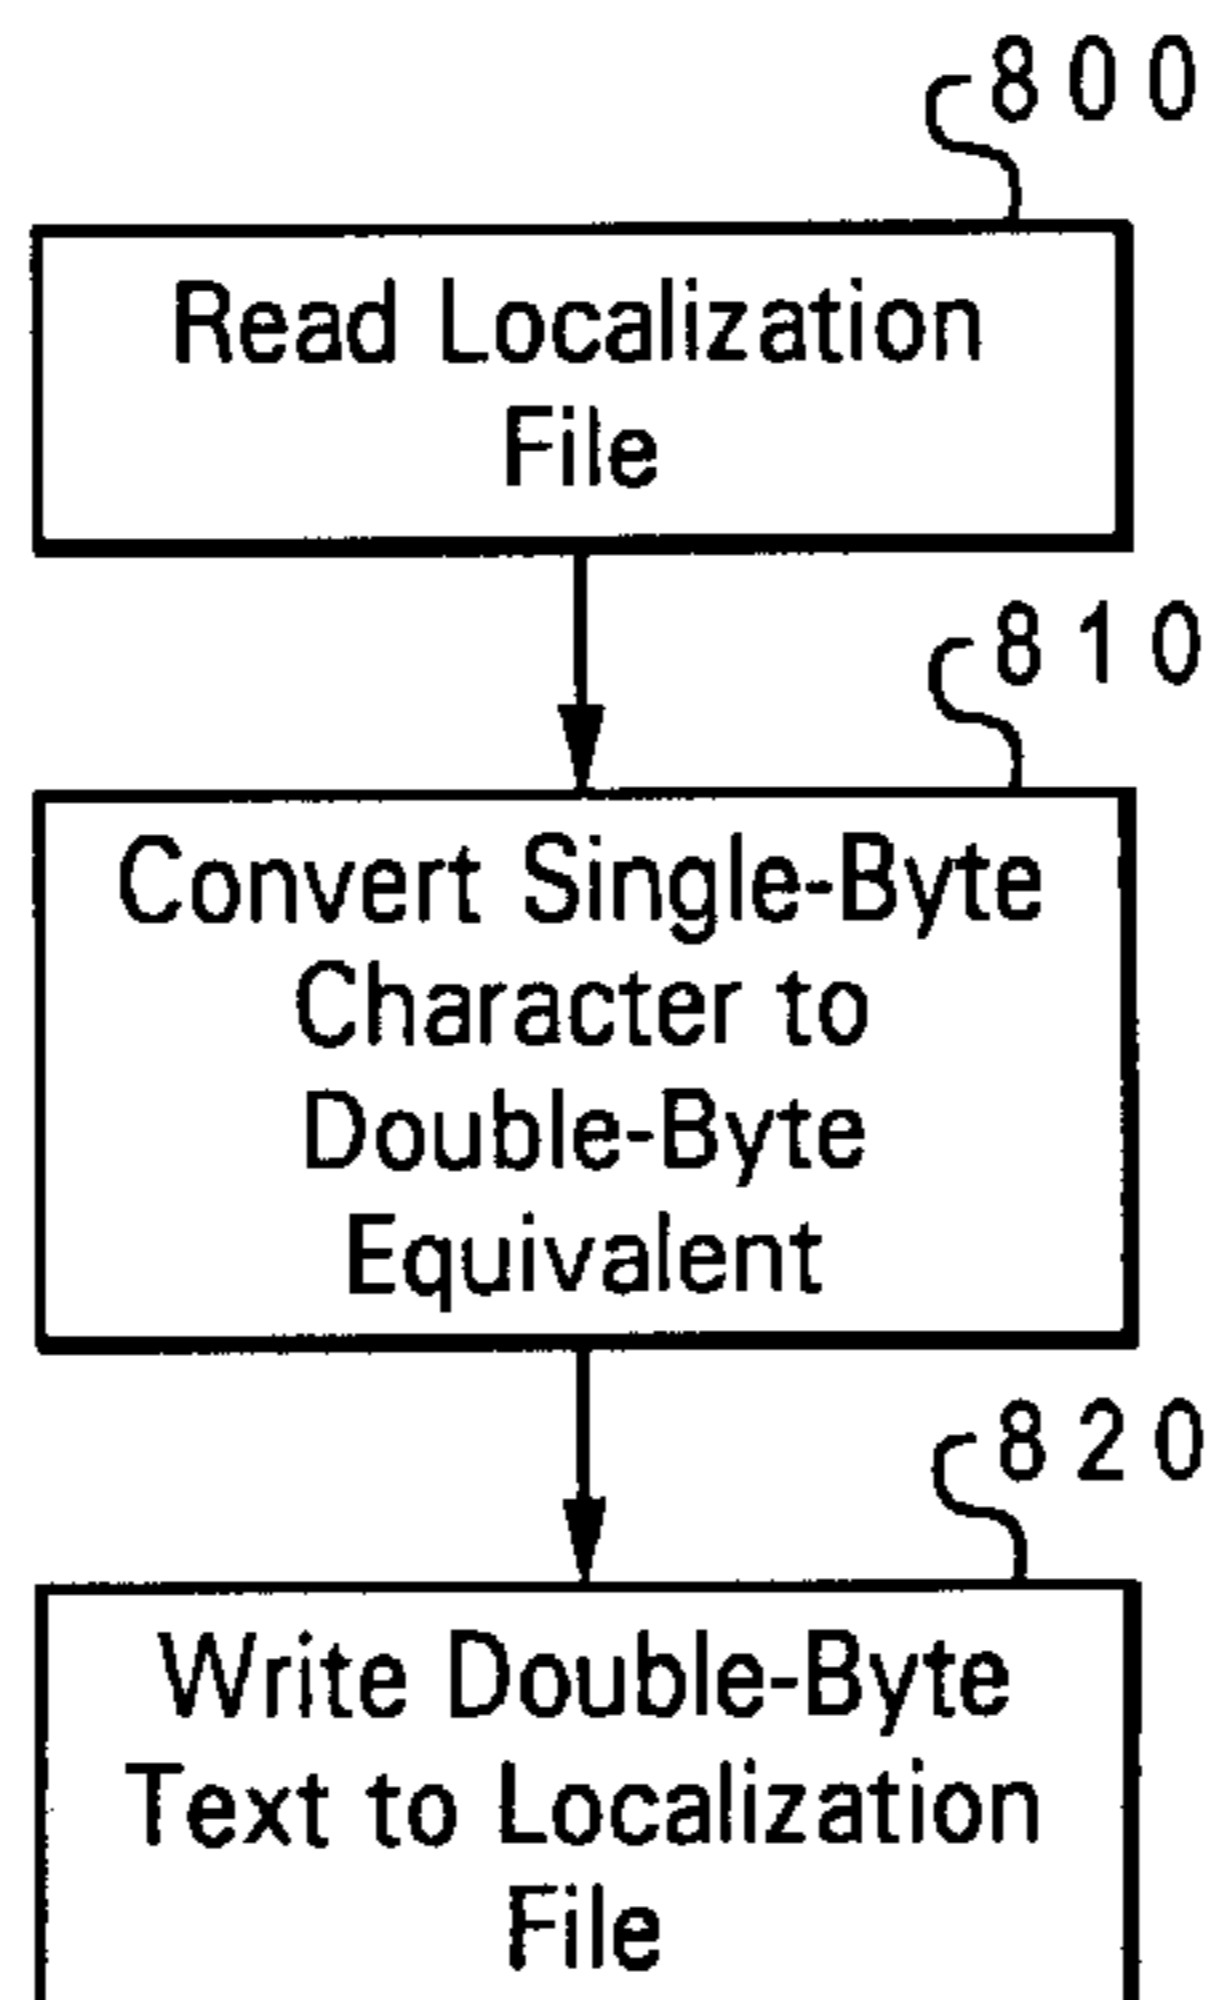 800
Read Localization
File
810
Convert Single-Byte
Character to
Double-Byte
Equivalent
820
Write Double-Byte
Text to Localization
File